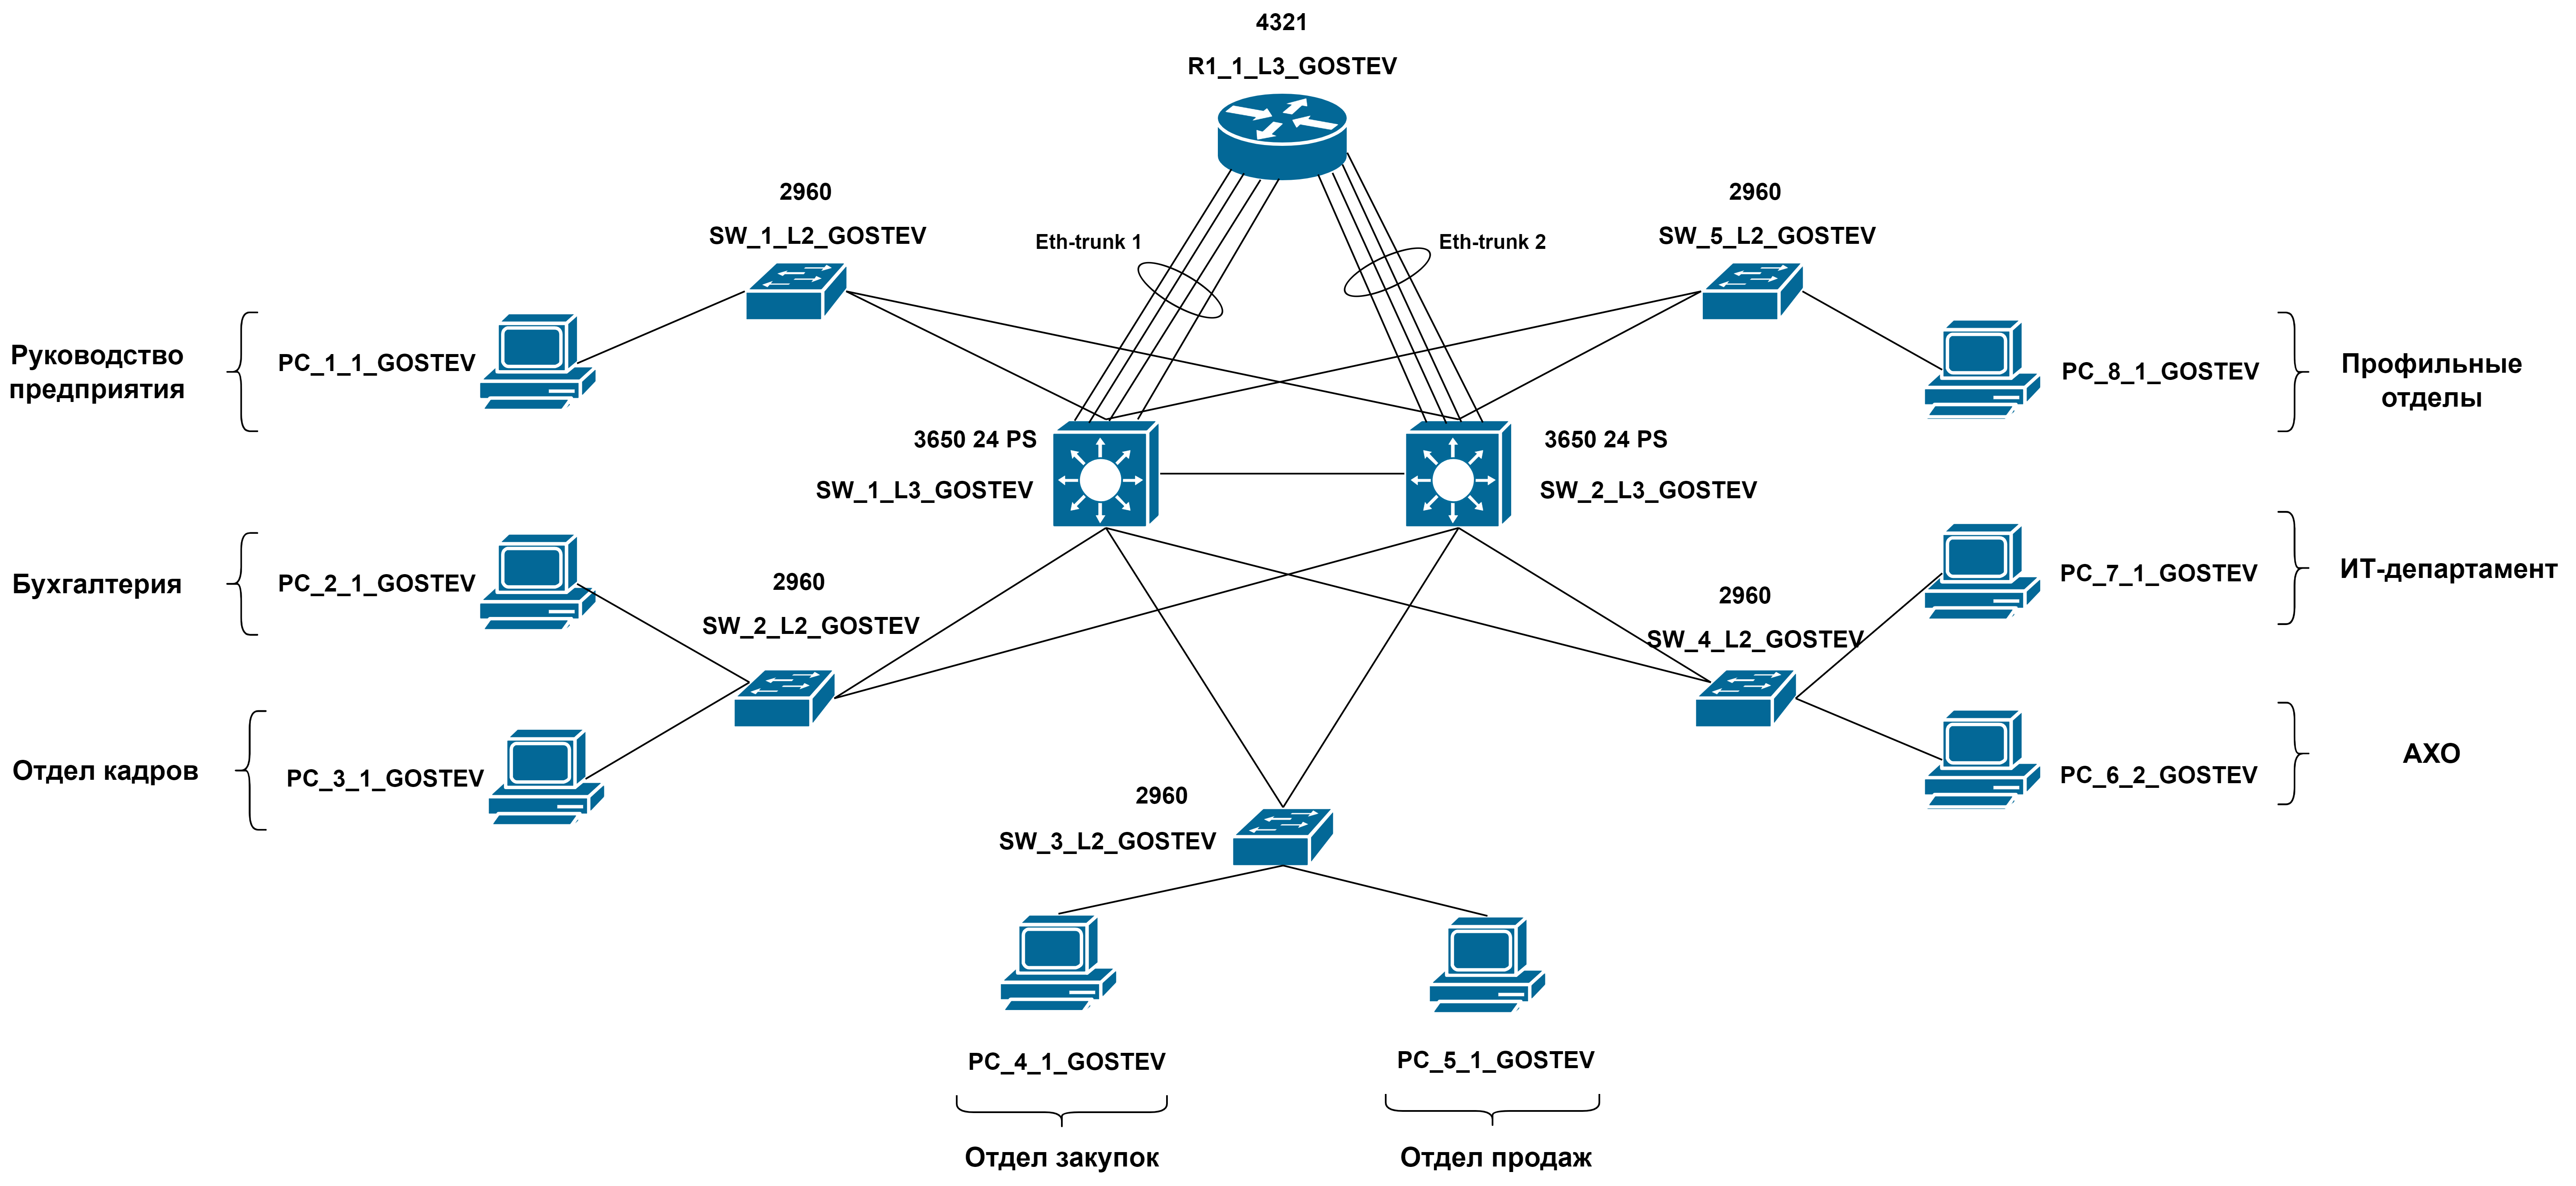 4321
R1_1_L3_GOSTEV
2960
SW_1_L2_GOSTEV
2960
SW_5_L2_GOSTEV
Eth-trunk 1
Eth-trunk 2
Руководство
предприятия
PC_1_1_GOSTEV
PC_8_1_GOSTEV
Профильные
отделы
3650 24 PS
SW_1_L3_GOSTEV
3650 24 PS
SW_2_L3_GOSTEV
Бухгалтерия
PC_2_1_GOSTEV
2960
SW_2_L2_GOSTEV
2960
SW_4_L2_GOSTEV
PC_7_1_GOSTEV
ИТ-департамент
Отдел кадров
PC_3_1_GOSTEV
PC_6_2_GOSTEV
АХО
2960
SW_3_L2_GOSTEV
PC_4_1_GOSTEV
PC_5_1_GOSTEV
Отдел закупок
Отдел продаж